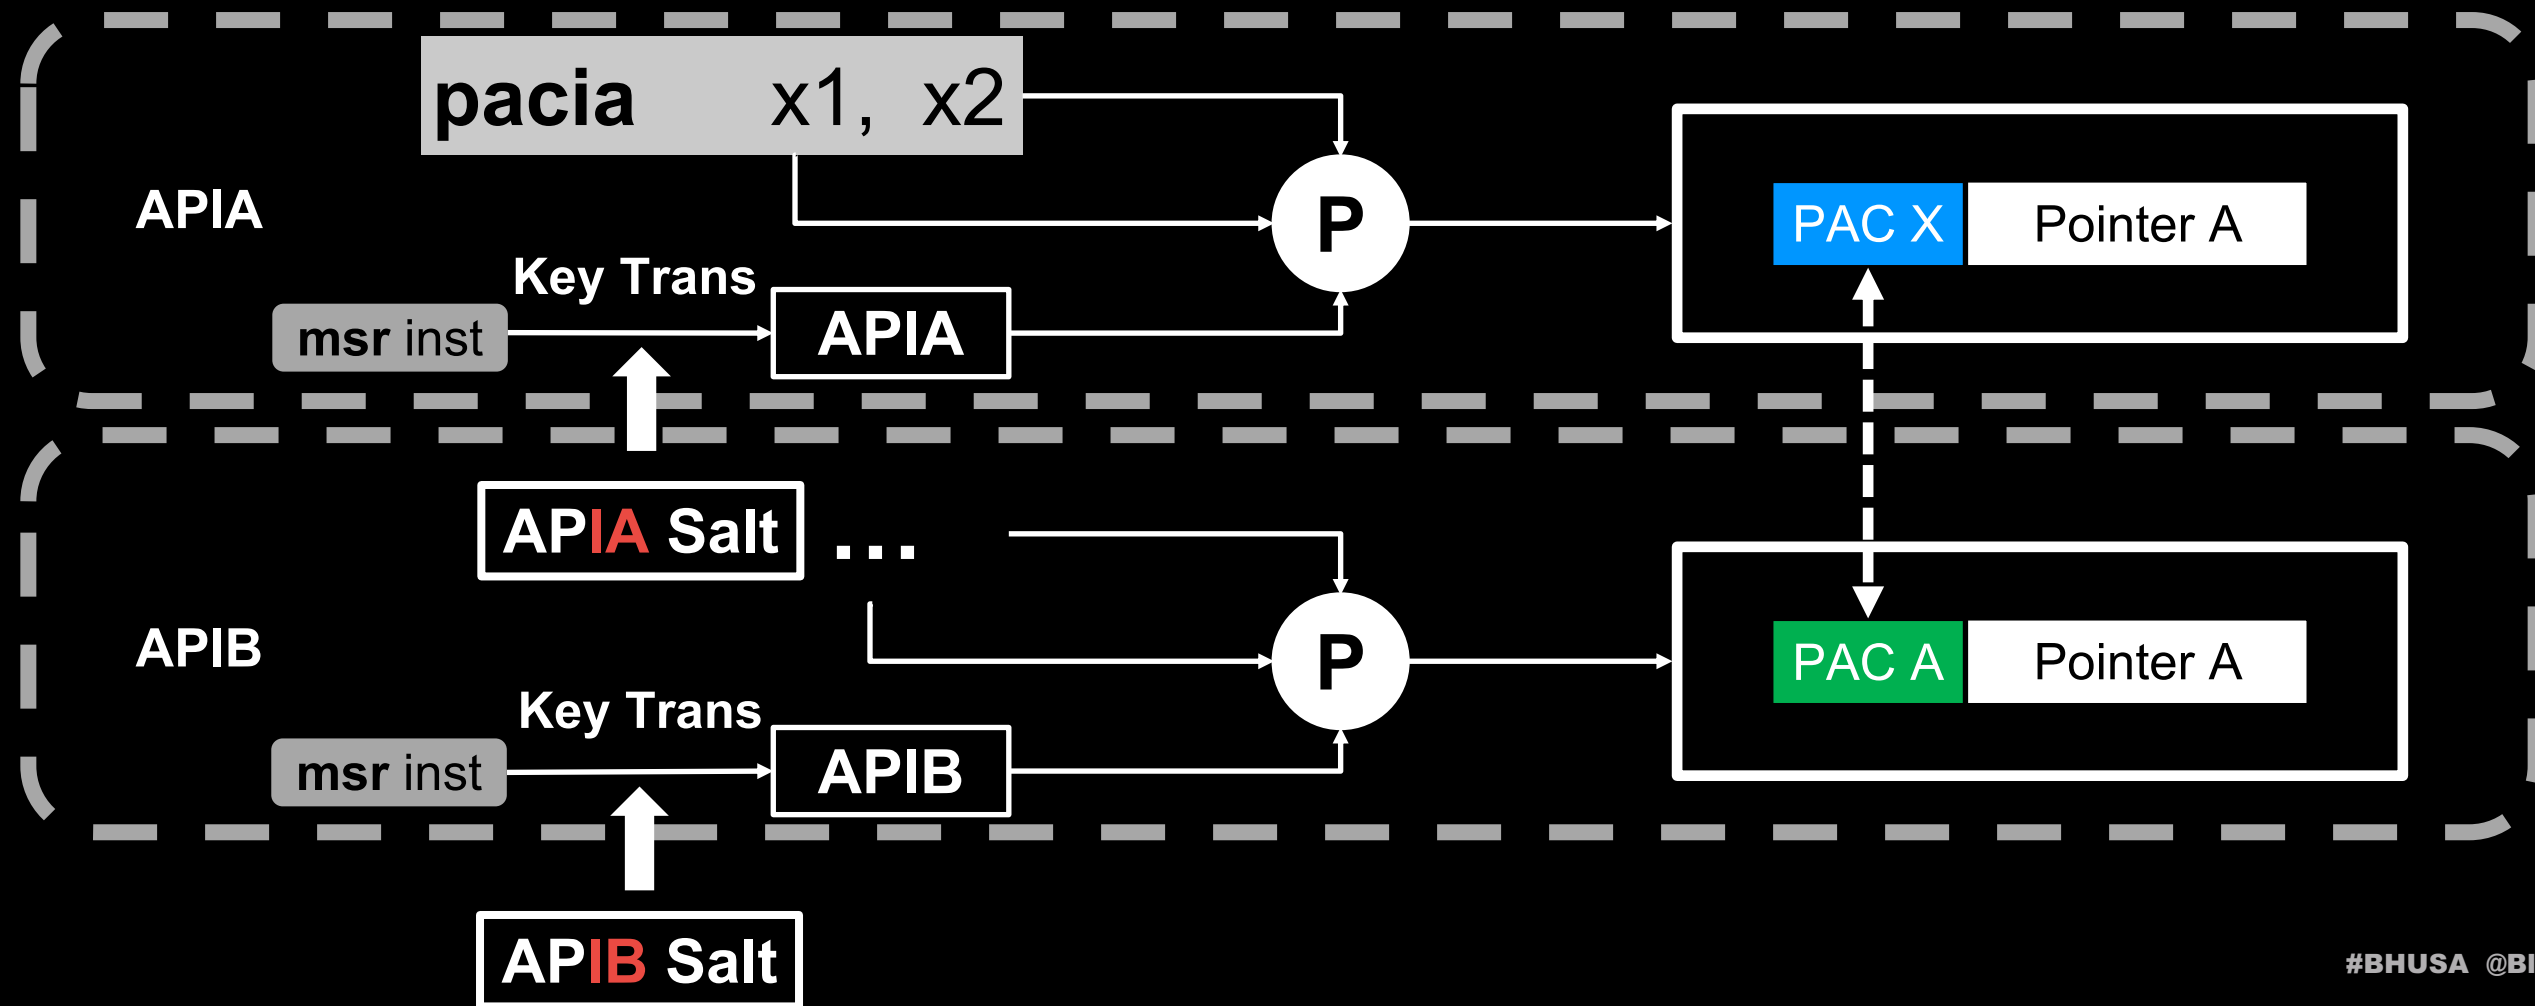 pacia x1, x2
P
APIA
PAC X
Pointer A
Key Trans
msr inst
APIA
APIA Salt
...
APIB
P
PAC A
Pointer A
Key Trans
msr inst
APIB
APIB Salt
#BHUSA